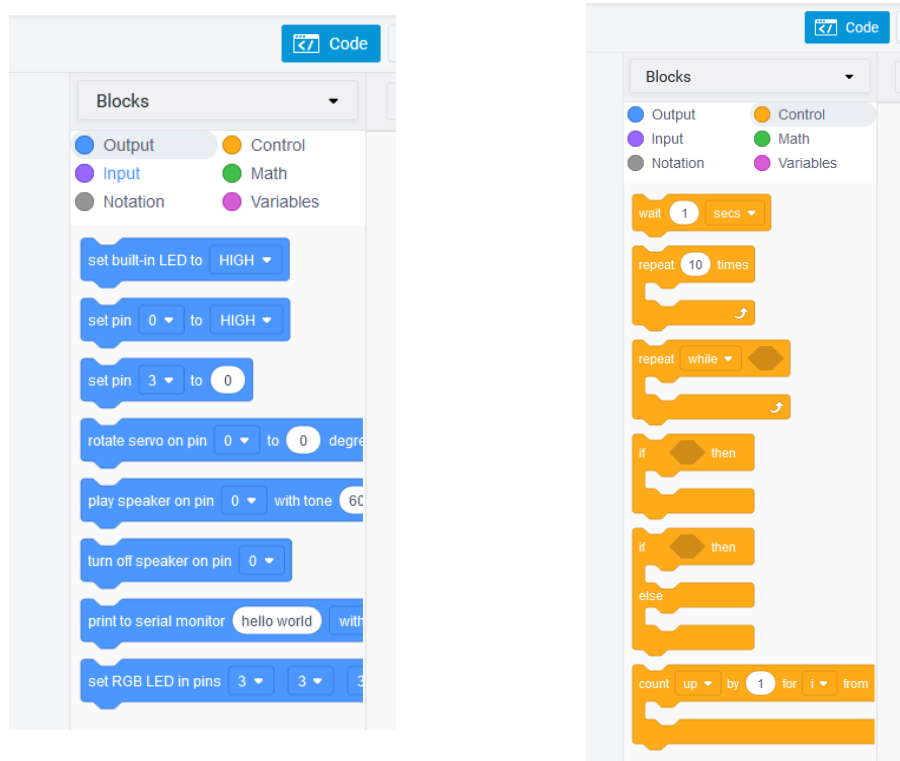 Code
Blocks
Output Control
Input Math
Notation Variables
set built-in LED to HIGH
set pin 0 to HIGH
set pin 3 to 0
rotate servo on pin 0 to 0 degre
play speaker on pin 0 with tone 60
turn off speaker on pin 0
print to serial monitor hello world with
set RGB LED in pins 3 3 3
Code
Blocks
Output Control
Input Math
Notation Variables
wait 1 secs
repeat 10 times
repeat while
if then
if then
else
count up by 1 for i from